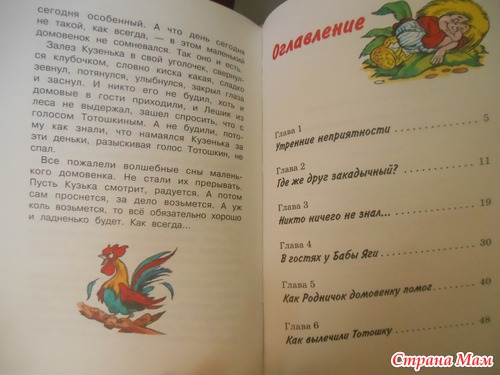 сегодня особенный. А что день сегодня
не такой, как всегда, — в этом маленький
домовенок не сомневался. Так оно и есть.
Залез Кузенька в свой уголочек, свернул-
ся клубочком, словно киска какая, сладко
зевнул, потянулся, улыбнулся, закрыл глаза
и заснул. И никто его не будил, хоть и
домовые в гости приходили, и Лешик из
леса не выдержал, зашел спросить, что с
голосом Тотошкиным. А не будили, пото-
му как знали, что намаялся Кузенька за
эти деньки, разыскивая голос Тотошкин, не
спал.
Все пожалели волшебные сны малень-
кого домовенка. Не стали их прерывать.
Пусть Кузька смотрит, радуется. А потом
сам проснется, за дело возьмется. А уж
коль возьмется, то всё обязательно хорошо
и ладненько будет. Как всегда...
Оглавление
Глава 1
Утренние неприятности 5
Глава 2
Где же друг закадычный? 11
Глава 3
Никто ничего не знал... 19
Глава 4
В гостях у Бабы Яги 30
Глава 5
Как Родничок домовенку помог 40
Глава 6
Как вылечили Тотошку 48
Страна Мам